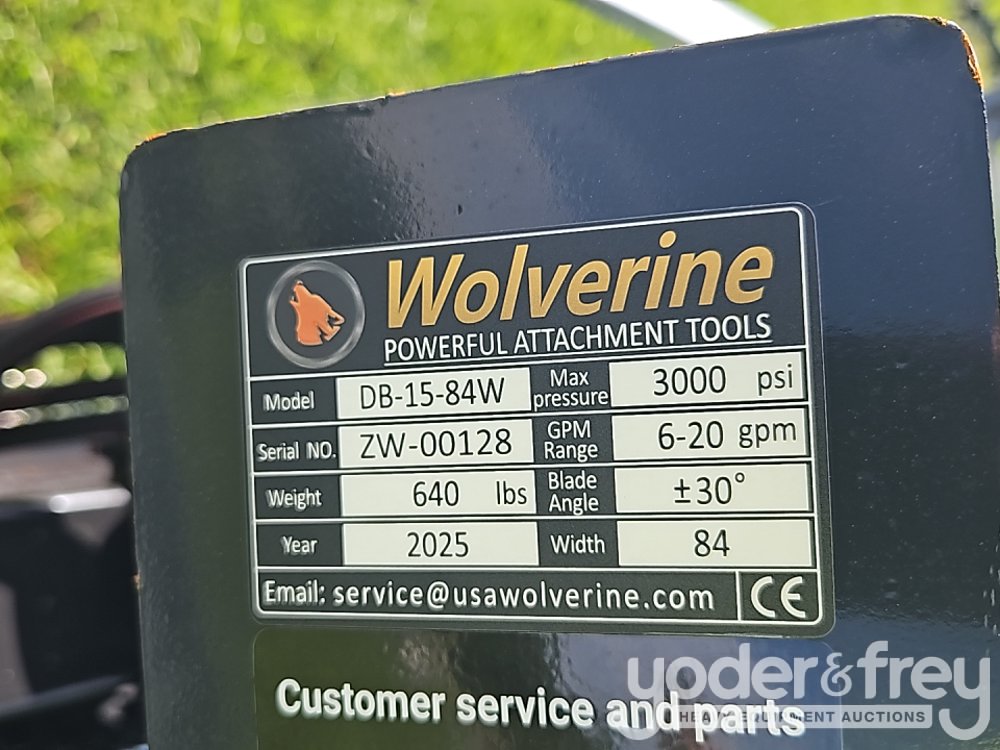 Wolverine
POWERFUL ATTACHMENT TOOLS
Model DB-15-84W Max pressure 3000 psi
Serial NO. ZW-00128 GPM Range 6-20 gpm
Weight 640 lbs Blade Angle ±30°
Year 2025 Width 84
Email: service@usawolverine.com CE
Customer service and parts
yoder&frey
HEAVY EQUIPMENT AUCTIONS